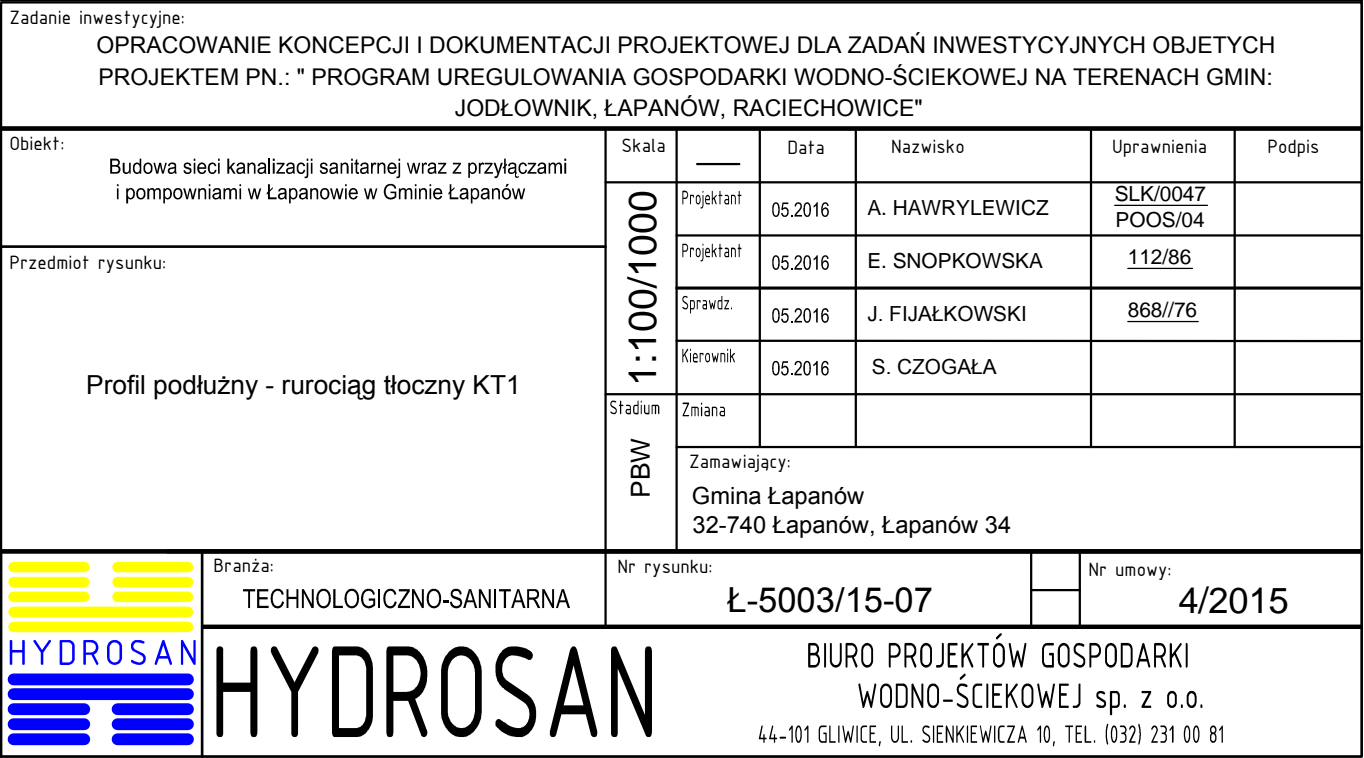 Zadanie inwestycyjne:
OPRACOWANIE KONCEPCJI I DOKUMENTACJI PROJEKTOWEJ DLA ZADAŃ INWESTYCYJNYCH OBJETYCH
PROJEKTEM PN.: " PROGRAM UREGULOWANIA GOSPODARKI WODNO-ŚCIEKOWEJ NA TERENACH GMIN:
JODŁOWNIK, ŁAPANÓW, RACIECHOWICE"
Obiekt:
Budowa sieci kanalizacji sanitarnej wraz z przyłączami
i pompowniami w Łapanowie w Gminie Łapanów
Przedmiot rysunku:
Profil podłużny - rurociąg tłoczny KT1
Skala
1:100/1000
Stadium
PBW
Data Nazwisko Uprawnienia Podpis
Projektant 05.2016 A. HAWRYLEWICZ SLK/0047
POOS/04
Projektant 05.2016 E. SNOPKOWSKA 112/86
Sprawdz. 05.2016 J. FIJAŁKOWSKI 868//76
Kierownik 05.2016 S. CZOGAŁA
Zmiana
Zamawiający:
Gmina Łapanów
32-740 Łapanów, Łapanów 34
Branża:
TECHNOLOGICZNO-SANITARNA
Nr rysunku:
Ł-5003/15-07
Nr umowy:
4/2015
HYDROSAN
HYDROSAN
BIURO PROJEKTÓW GOSPODARKI
WODNO-ŚCIEKOWEJ sp. z o.o.
44-101 GLIWICE, UL. SIENKIEWICZA 10, TEL. (032) 231 00 81